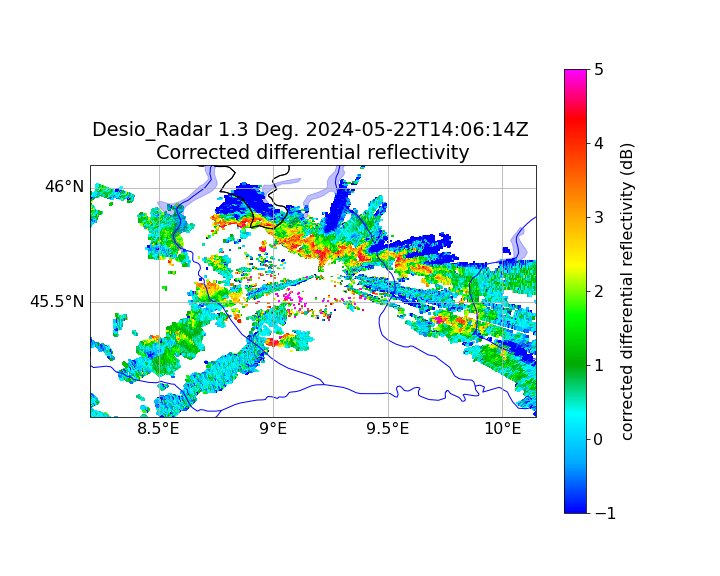 Desio_Radar 1.3 Deg. 2024-05-22T14:06:14Z
Corrected differential reflectivity
46°N
45.5°N
8.5°E
9°E
9.5°E
10°E
5
4
3
2
1
0
−1
corrected differential reflectivity (dB)